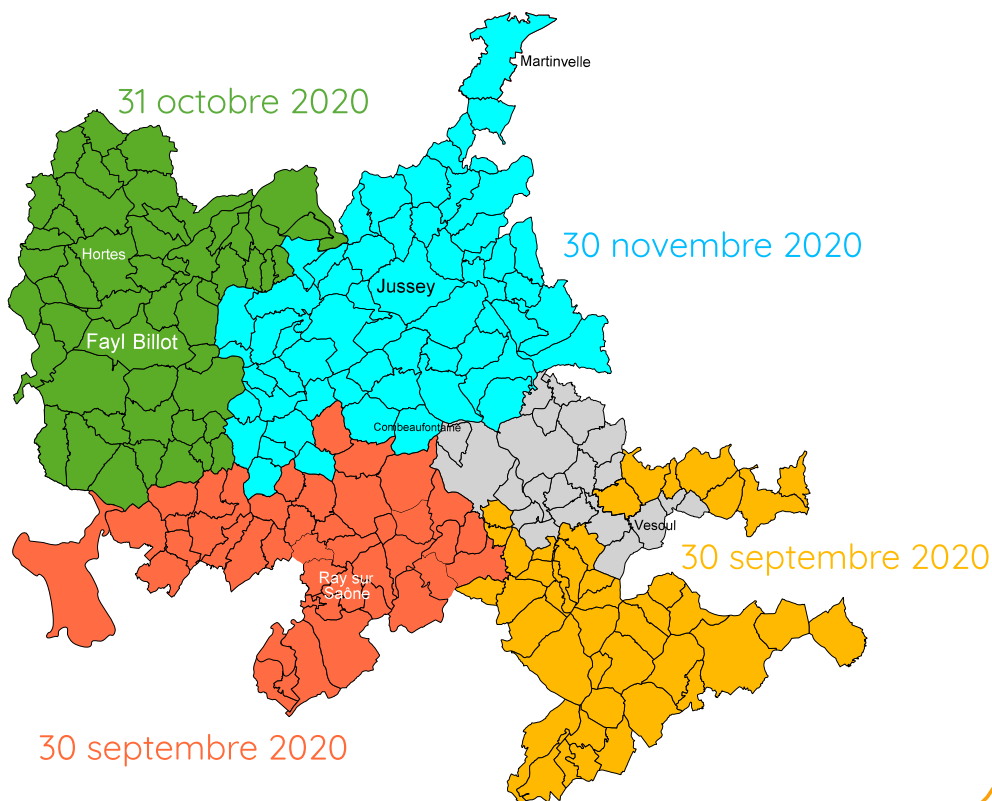 Martinvelle
31 octobre 2020
30 novembre 2020
Hortes
Jussey
Fayl Billot
Combeaufontaine
Vesoul
30 septembre 2020
Ray sur
Saône
30 septembre 2020